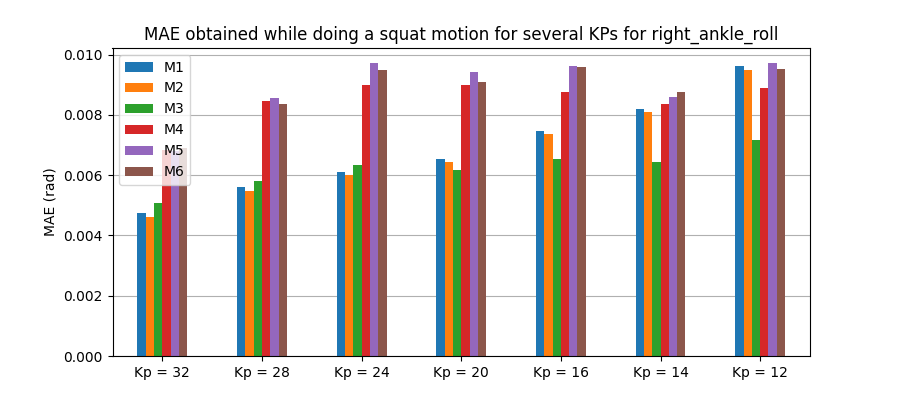 MAE obtained while doing a squat motion for several KPs for right_ankle_roll
MAE (rad)
0.010
0.008
0.006
0.004
0.002
0.000
M1
M2
M3
M4
M5
M6
Kp = 32
Kp = 28
Kp = 24
Kp = 20
Kp = 16
Kp = 14
Kp = 12